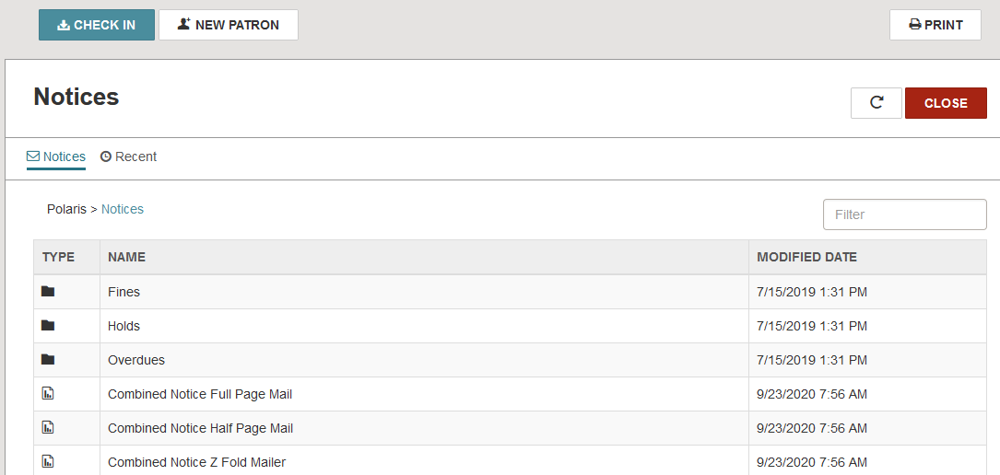 CHECK IN NEW PATRON PRINT
Notices
CLOSE
Notices Recent
Polaris > Notices
Filter
TYPE NAME MODIFIED DATE
Fines 7/15/2019 1:31 PM
Holds 7/15/2019 1:31 PM
Overdues 7/15/2019 1:31 PM
Combined Notice Full Page Mail 9/23/2020 7:56 AM
Combined Notice Half Page Mail 9/23/2020 7:56 AM
Combined Notice Z Fold Mailer 9/23/2020 7:56 AM